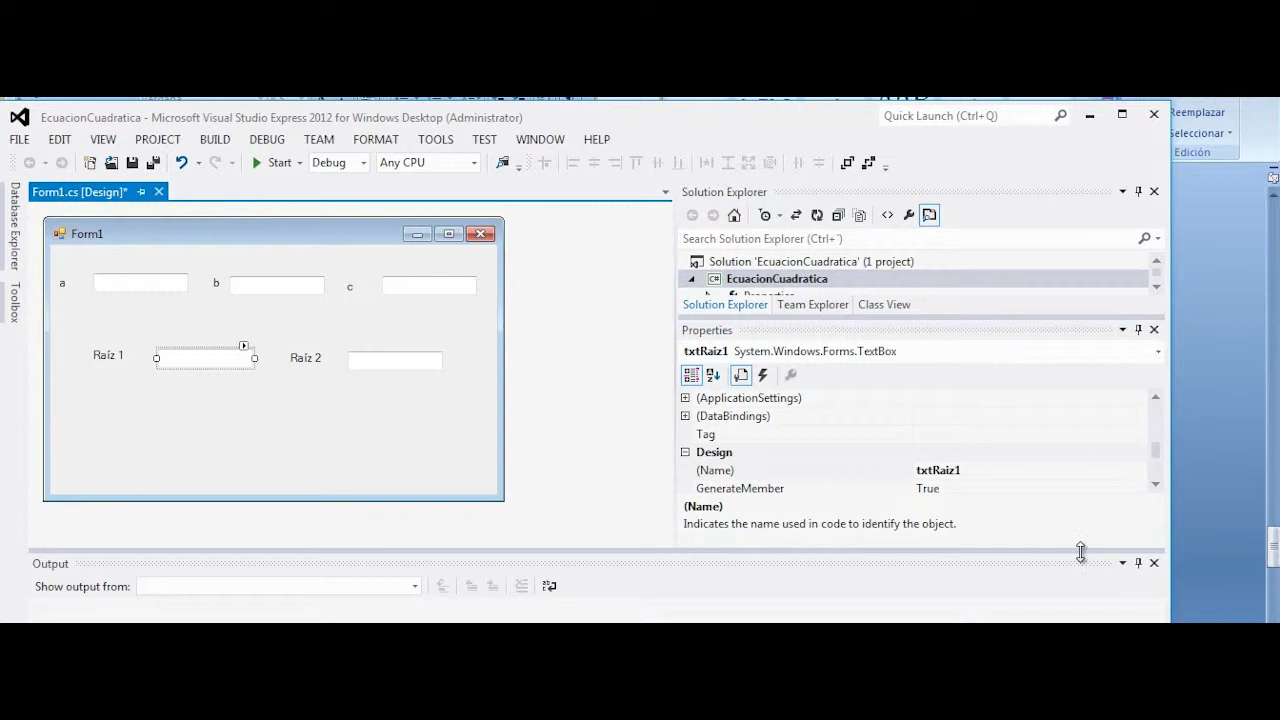 Remplazar
EcuacionCuadratica - Microsoft Visual Studio Express 2012 for Windows Desktop (Administrator)
Quick Launch (Ctrl+Q)
Seleccionar
FILE EDIT VIEW PROJECT BUILD DEBUG TEAM FORMAT TOOLS TEST WINDOW HELP
Edición
Start Debug Any CPU
Database Explorer
Toolbox
Form1.cs [Design]*
Form1
a b c
Raíz 1 Raíz 2
Solution Explorer
Search Solution Explorer (Ctrl+´)
Solution 'EcuacionCuadratica' (1 project)
C# EcuacionCuadratica
Properties
Solution Explorer Team Explorer Class View
Properties
txtRaiz1 System.Windows.Forms.TextBox
(ApplicationSettings)
(DataBindings)
Tag
Design
(Name) txtRaiz1
GenerateMember True
(Name)
Indicates the name used in code to identify the object.
Output
Show output from: